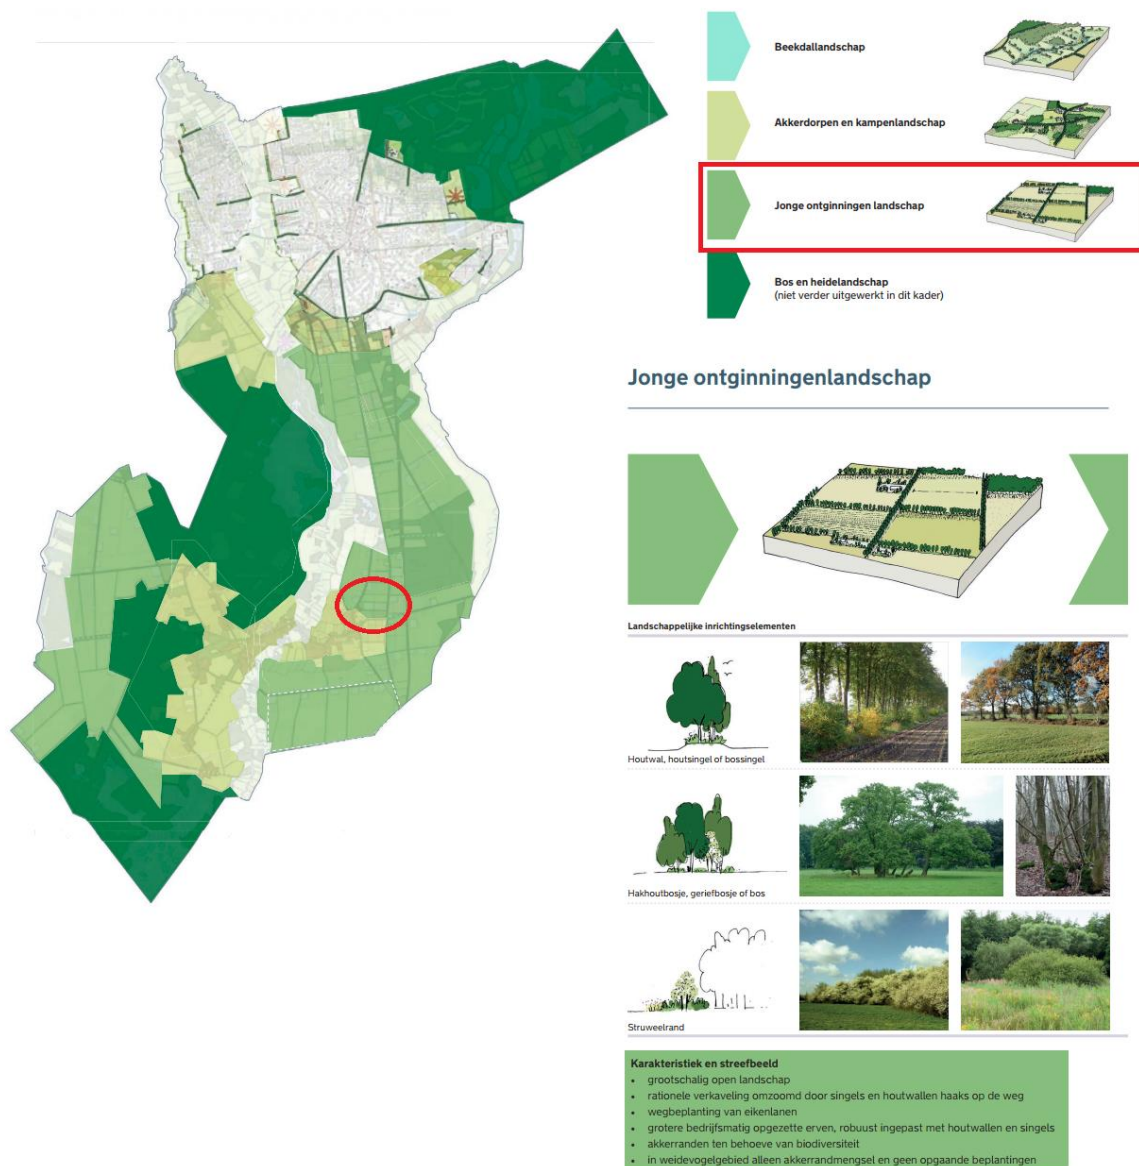 Beekdallandschap
Akkerdorpen en kampenlandschap
Jonge ontginningen landschap
Bos en heidelandschap
(niet verder uitgewerkt in dit kader)
Jonge ontginningenlandschap
Landschappelijke inrichtingselementen
Houtwal, houtsingel of bossingel
Hakhoutbosje, geriefbosje of bos
Struweelrand
Karakteristiek en streefbeeld
• grootschalig open landschap
• rationele verkaveling omzoomd door singels en houtwallen haaks op de weg
• wegbeplanting van eikenlanen
• grotere bedrijfsmatig opgezette erven, robuust ingepast met houtwallen en singels
• akkerranden ten behoeve van biodiversiteit
• in weidevogelgebied alleen akkerrandmengsel en geen opgaande beplantingen